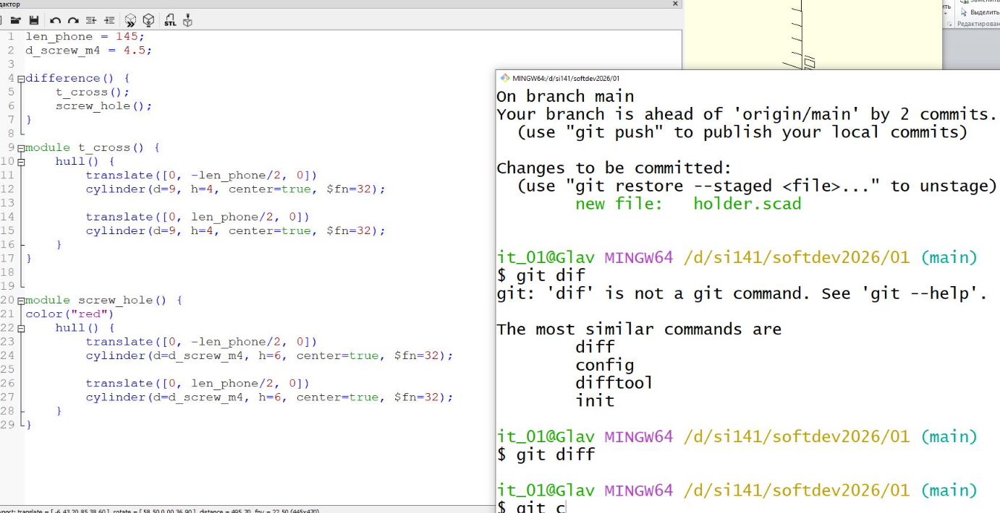 дактор
len_phone = 145;
d_screw_m4 = 4.5;
difference() {
t_cross();
screw_hole();
}
module t_cross() {
hull() {
translate([0, -len_phone/2, 0])
cylinder(d=9, h=4, center=true, $fn=32);
translate([0, len_phone/2, 0])
cylinder(d=9, h=4, center=true, $fn=32);
}
}
module screw_hole() {
color("red")
hull() {
translate([0, -len_phone/2, 0])
cylinder(d=d_screw_m4, h=6, center=true, $fn=32);
translate([0, len_phone/2, 0])
cylinder(d=d_screw_m4, h=6, center=true, $fn=32);
}
}
1
2
3
4
5
6
7
8
9
10
11
12
13
14
15
16
17
18
19
20
21
22
23
24
25
26
27
28
29
STL
Выделить
Редактирован
MINGW64:/d/si141/softdev2026/01
On branch main
Your branch is ahead of 'origin/main' by 2 commits.
(use "git push" to publish your local commits)
Changes to be committed:
(use "git restore --staged <file>..." to unstage)
new file:   holder.scad
it_01@Glav MINGW64 /d/si141/softdev2026/01 (main)
$ git dif
git: 'dif' is not a git command. See 'git --help'.
The most similar commands are
diff
config
difftool
init
it_01@Glav MINGW64 /d/si141/softdev2026/01 (main)
$ git diff
it_01@Glav MINGW64 /d/si141/softdev2026/01 (main)
$ git c